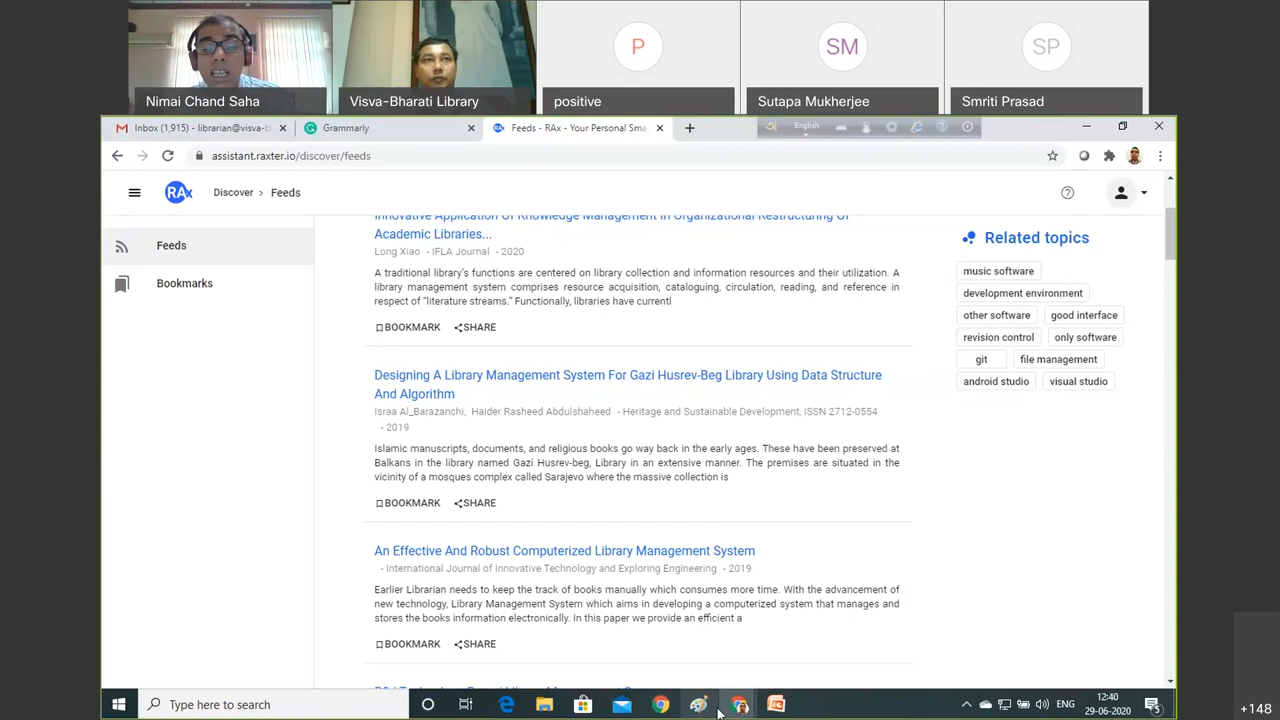 P
SM
SP
Nimai Chand Saha
Visva-Bharati Library
positive
Sutapa Mukherjee
Smriti Prasad
Inbox (1,915) - librarian@visva-b
Grammarly
Feeds - RAx - Your Personal Sma
English
assistant.raxter.io/discover/feeds
RAx
Discover > Feeds
Feeds
Bookmarks
Innovative Application Of Knowledge Management In Organizational Restructuring Of
Academic Libraries...
Long Xiao - IFLA Journal - 2020
A traditional library's functions are centered on library collection and information resources and their utilization. A
library management system comprises resource acquisition, cataloguing, circulation, reading, and reference in
respect of "literature streams." Functionally, libraries have currentl
BOOKMARK SHARE
Designing A Library Management System For Gazi Husrev-Beg Library Using Data Structure
And Algorithm
Israa Al_Barazanchi, Haider Rasheed Abdulshaheed - Heritage and Sustainable Development, ISSN 2712-0554
- 2019
Islamic manuscripts, documents, and religious books go way back in the early ages. These have been preserved at
Balkans in the library named Gazi Husrev-beg, Library in an extensive manner. The premises are situated in the
vicinity of a mosques complex called Sarajevo where the massive collection is
BOOKMARK SHARE
An Effective And Robust Computerized Library Management System
- International Journal of Innovative Technology and Exploring Engineering - 2019
Earlier Librarian needs to keep the track of books manually which consumes more time. With the advancement of
new technology, Library Management System which aims in developing a computerized system that manages and
stores the books information electronically. In this paper we provide an efficient a
BOOKMARK SHARE
Related topics
music software
development environment
other software good interface
revision control only software
git file management
android studio visual studio
Type here to search
ENG
12:40
29-06-2020
5
+148